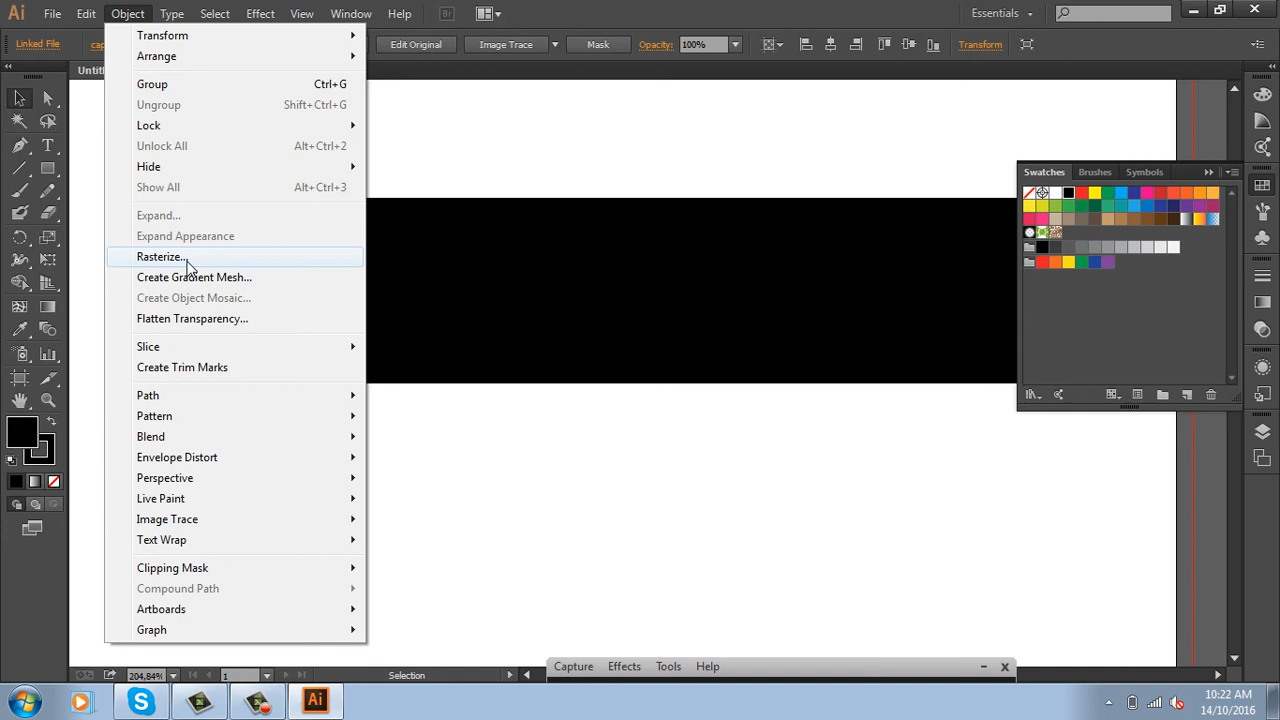 Ai File Edit Object Type Select Effect View Window Help Br Essentials
Linked File Edit Original Image Trace Mask Opacity: 100% Transform
Transform
Arrange
Group Ctrl+G
Ungroup Shift+Ctrl+G
Lock
Unlock All Alt+Ctrl+2
Hide
Show All Alt+Ctrl+3
Expand...
Expand Appearance
Rasterize...
Create Gradient Mesh...
Create Object Mosaic...
Flatten Transparency...
Slice
Create Trim Marks
Path
Pattern
Blend
Envelope Distort
Perspective
Live Paint
Image Trace
Text Wrap
Clipping Mask
Compound Path
Artboards
Graph
Swatches Brushes Symbols
204.84% 1 Selection
Capture Effects Tools Help
Ai
10:22 AM
14/10/2016